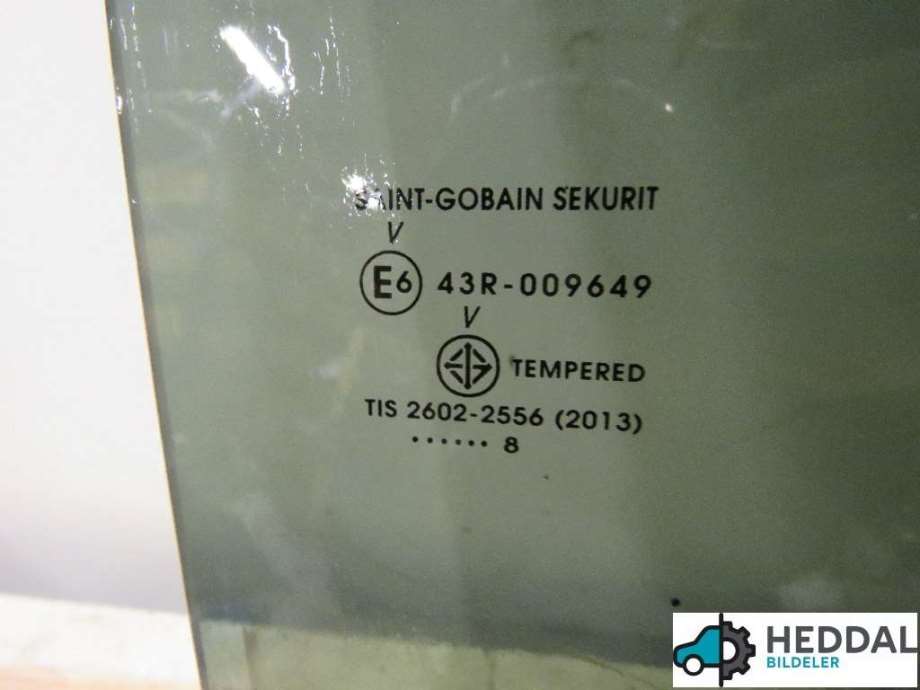 SAINT-GOBAIN SEKURIT
V
E6 43R-009649
V
TEMPERED
TIS 2602-2556 (2013)
...... 8
HEDDAL
BILDELER